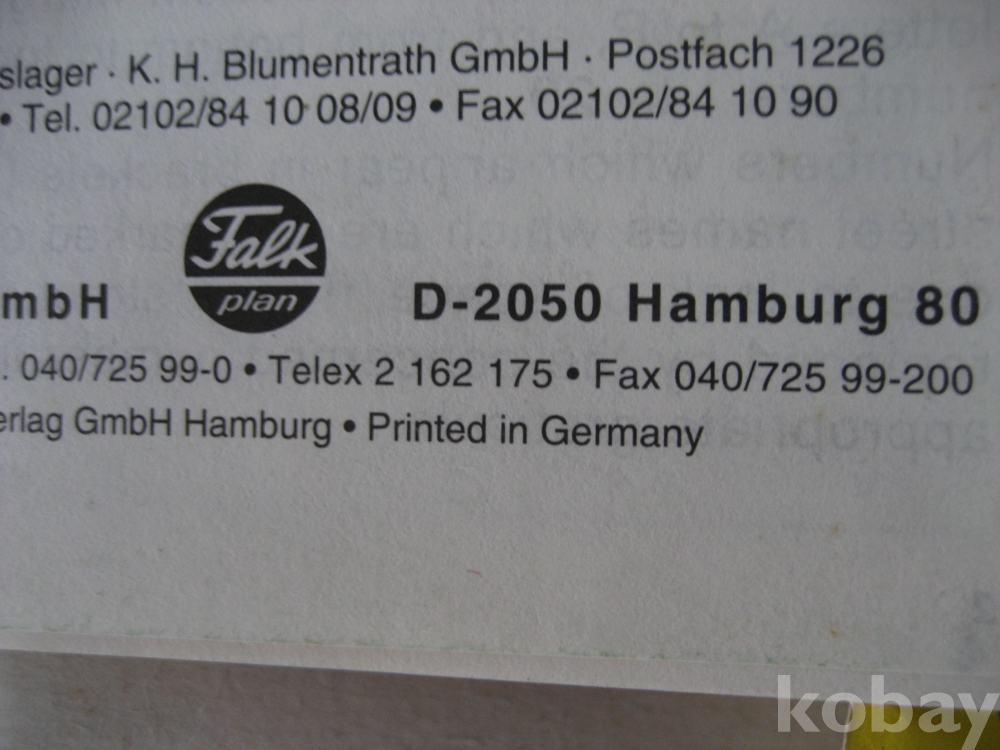 slager · K. H. Blumentrath GmbH · Postfach 1226
• Tel. 02102/84 10 08/09 • Fax 02102/84 10 90
Falk
plan
mbH D-2050 Hamburg 80
. 040/725 99-0 • Telex 2 162 175 • Fax 040/725 99-200
erlag GmbH Hamburg • Printed in Germany
kobay